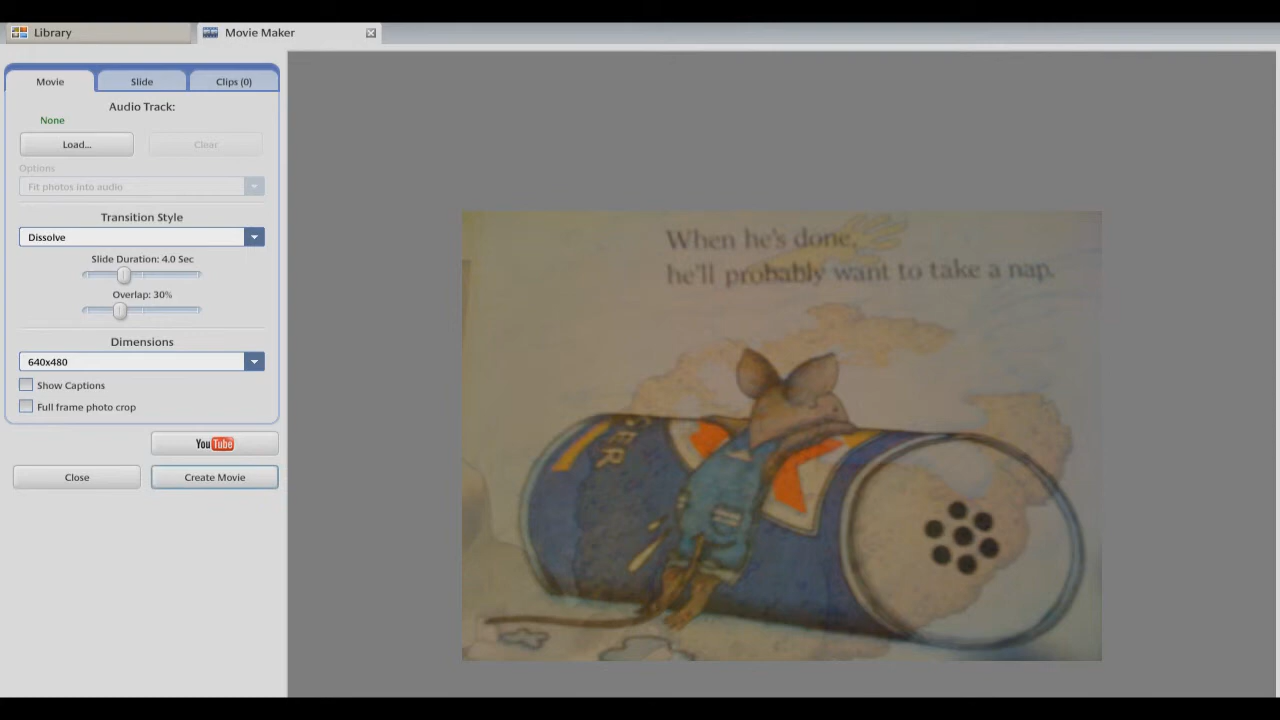 Library
Movie Maker
Movie
Slide
Clips (0)
Audio Track:
None
Load...
Clear
Options
Fit photos into audio
Transition Style
Dissolve
Slide Duration: 4.0 Sec
Overlap: 30%
Dimensions
640x480
Show Captions
Full frame photo crop
YouTube
Close
Create Movie
When he's done,
he'll probably want to take a nap.